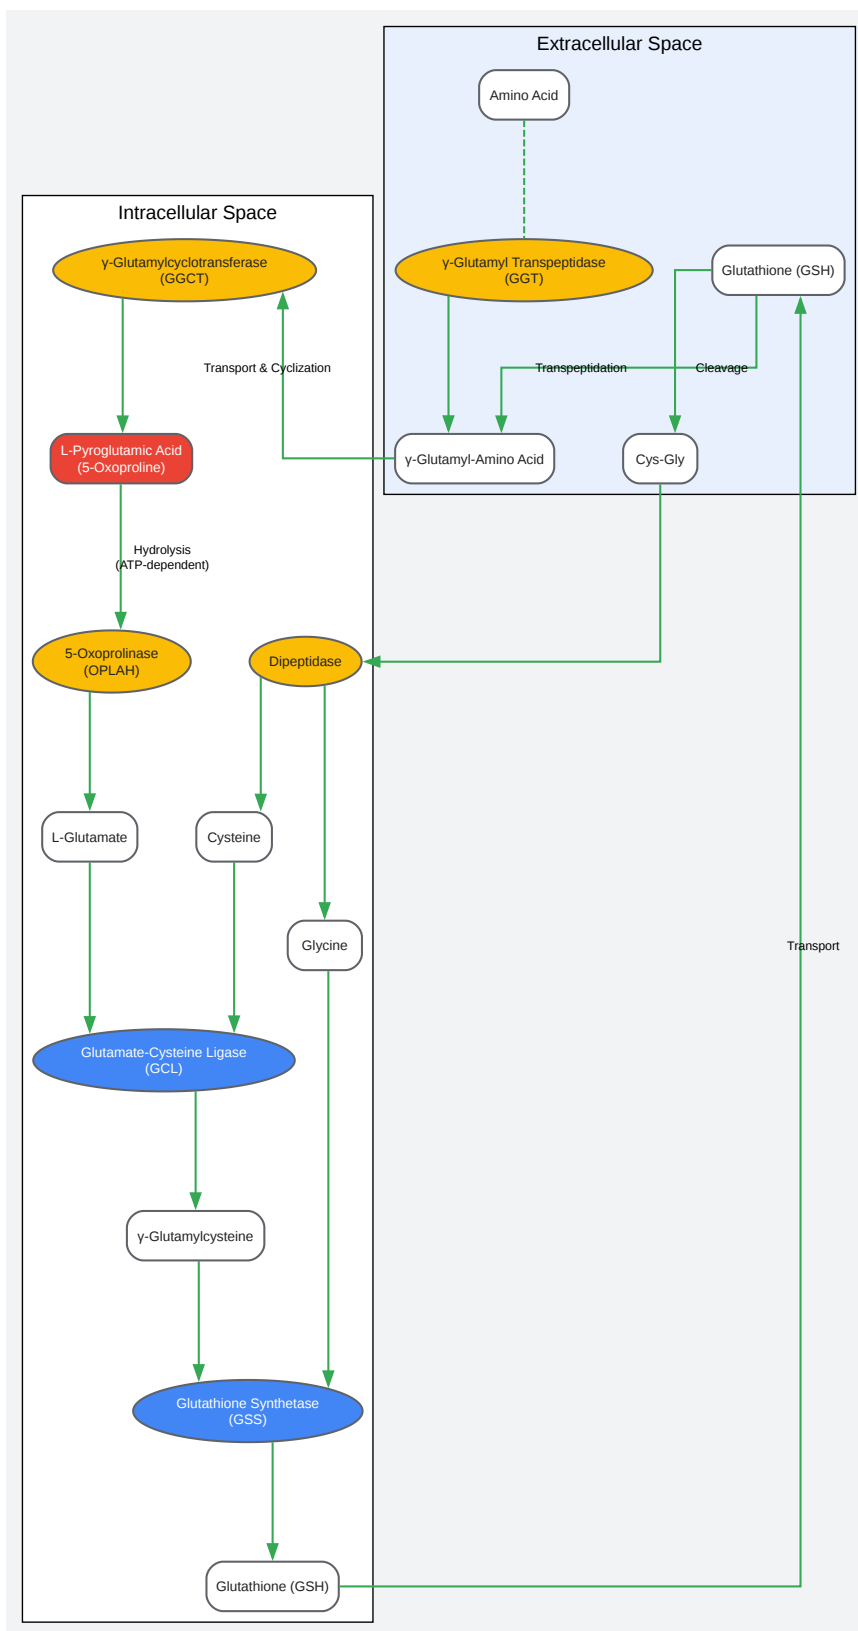 Extracellular Space
Amino Acid
Intracellular Space
γ-Glutamylcyclotransferase
(GGCT)
γ-Glutamyl Transpeptidase
(GGT)
Glutathione (GSH)
Transport & Cyclization
Transpeptidation
Cleavage
L-Pyroglutamic Acid
(5-Oxoproline)
γ-Glutamyl-Amino Acid
Cys-Gly
Hydrolysis
(ATP-dependent)
5-Oxoprolinase
(OPLAH)
Dipeptidase
L-Glutamate
Cysteine
Glycine
Transport
Glutamate-Cysteine Ligase
(GCL)
γ-Glutamylcysteine
Glutathione Synthetase
(GSS)
Glutathione (GSH)